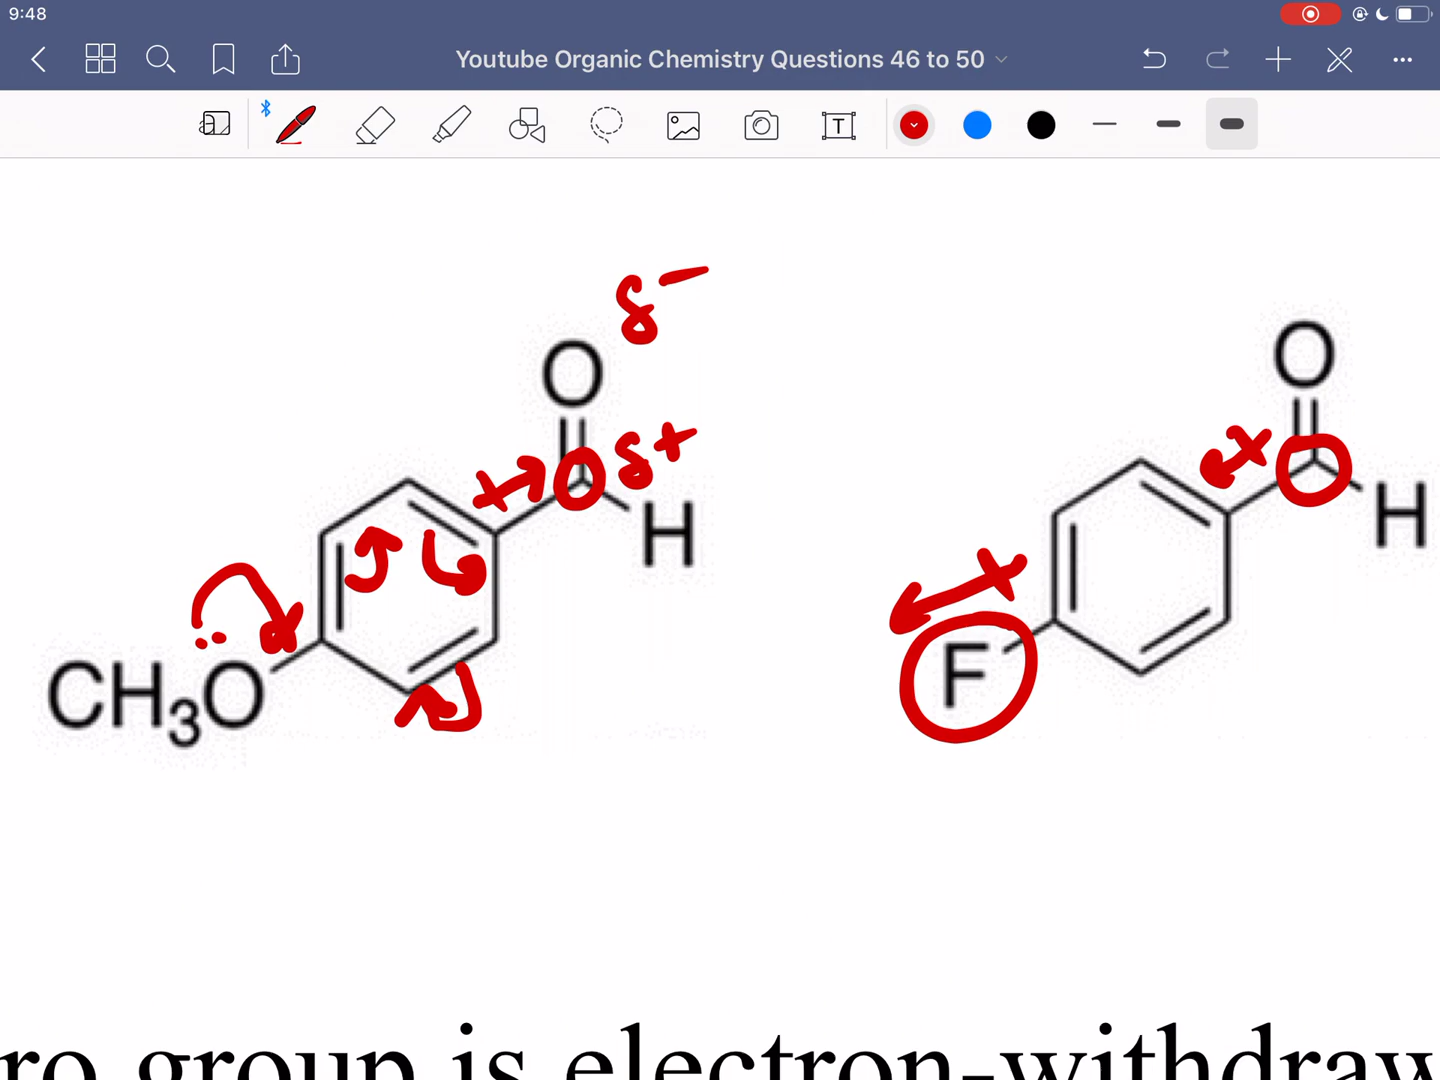 9:48
Youtube Organic Chemistry Questions 46 to 50
T
δ−
O
δ+
H
CH3O
O
H
F
ro group is electron-withdraw